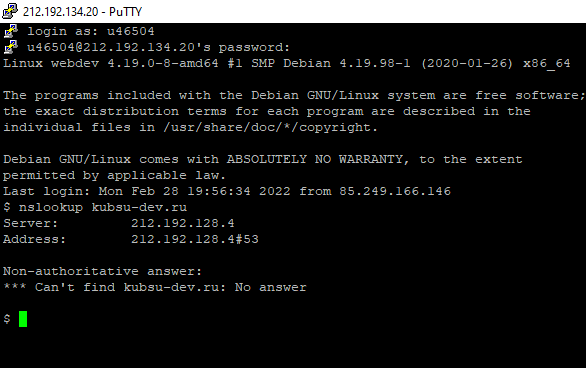 212.192.134.20 - PuTTY
login as: u46504
u46504@212.192.134.20's password:
Linux webdev 4.19.0-8-amd64 #1 SMP Debian 4.19.98-1 (2020-01-26) x86_64
The programs included with the Debian GNU/Linux system are free software;
the exact distribution terms for each program are described in the
individual files in /usr/share/doc/*/copyright.
Debian GNU/Linux comes with ABSOLUTELY NO WARRANTY, to the extent
permitted by applicable law.
Last login: Mon Feb 28 19:56:34 2022 from 85.249.166.146
$ nslookup kubsu-dev.ru
Server:         212.192.128.4
Address:        212.192.128.4#53
Non-authoritative answer:
*** Can't find kubsu-dev.ru: No answer
$